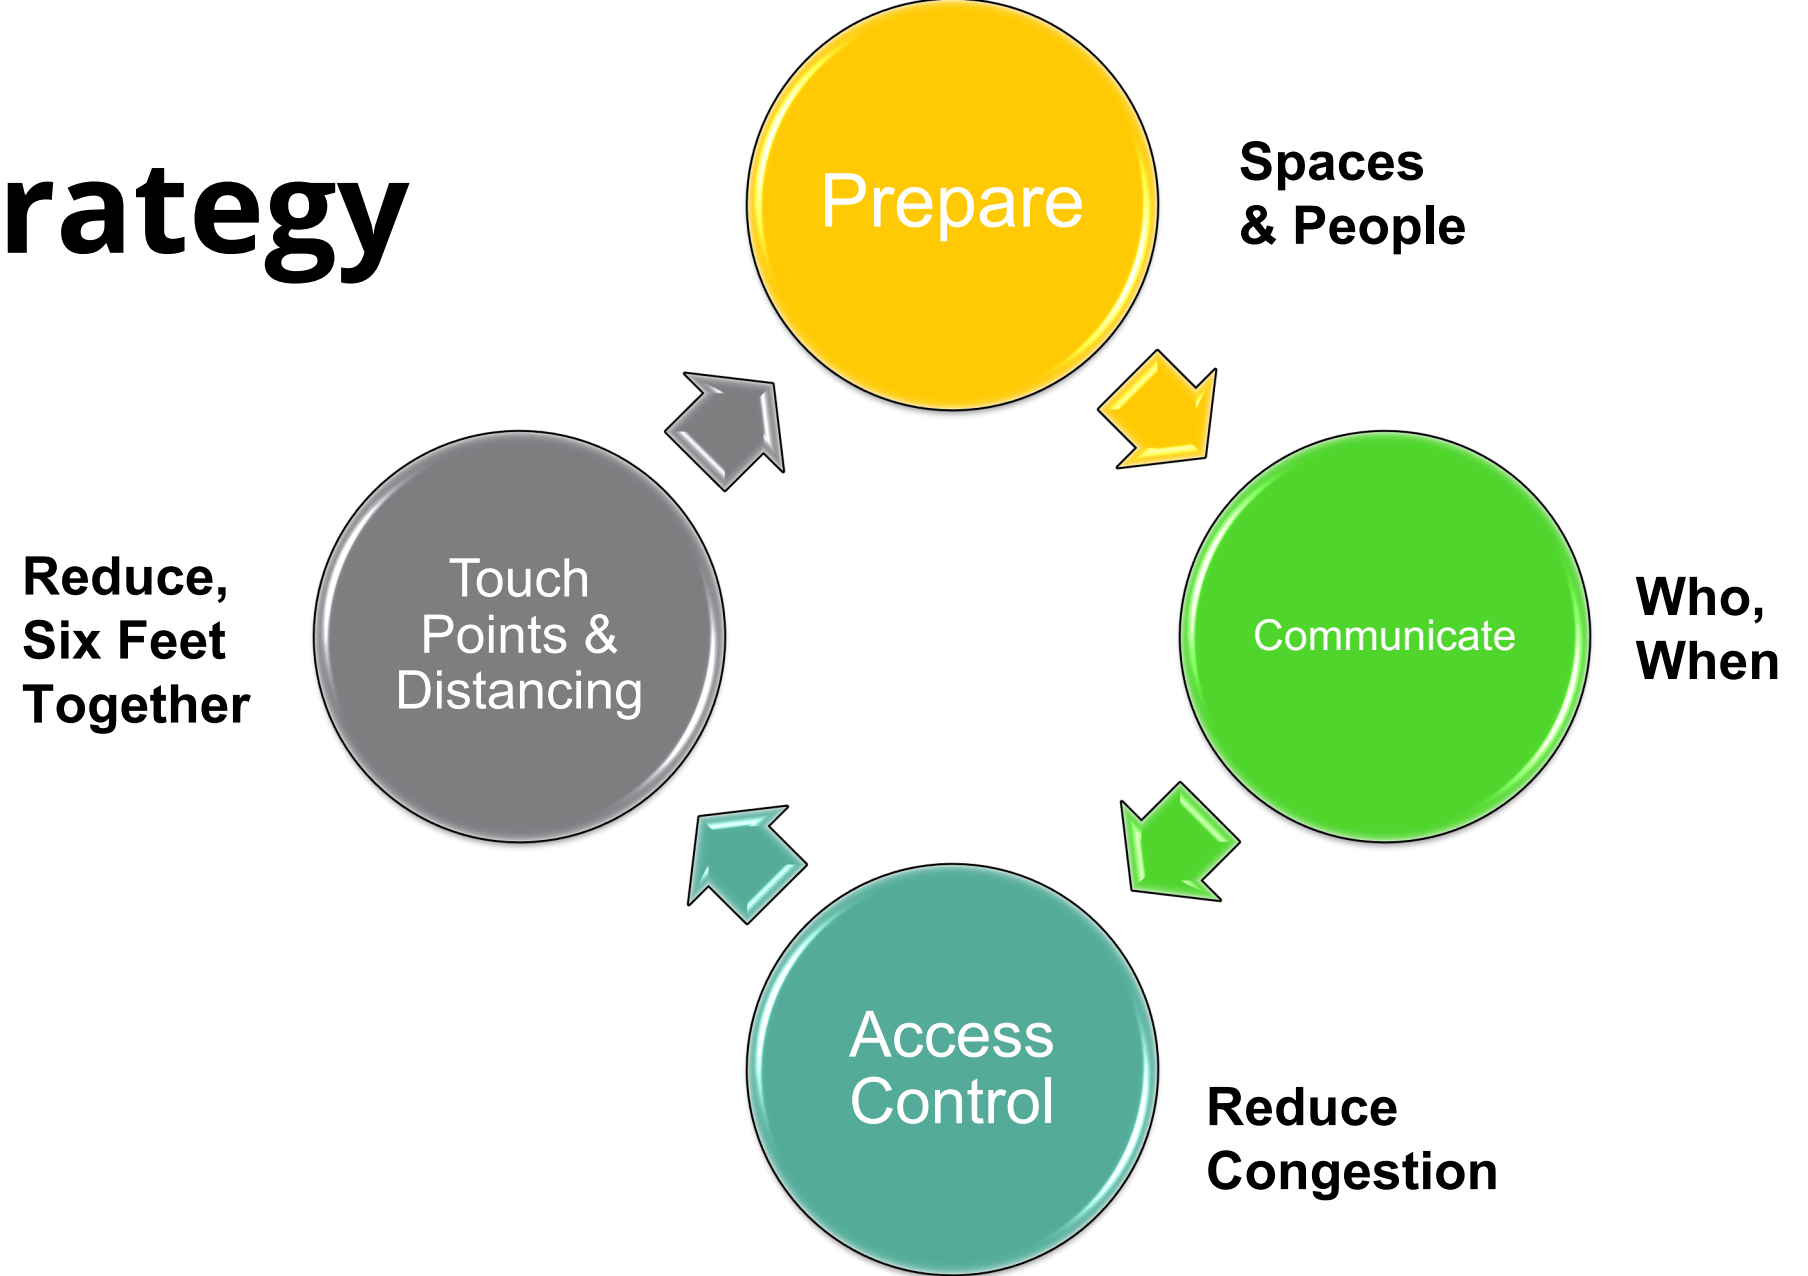 rategy
Prepare
Spaces
& People
Communicate
Who,
When
Access
Control
Reduce
Congestion
Touch
Points &
Distancing
Reduce,
Six Feet
Together